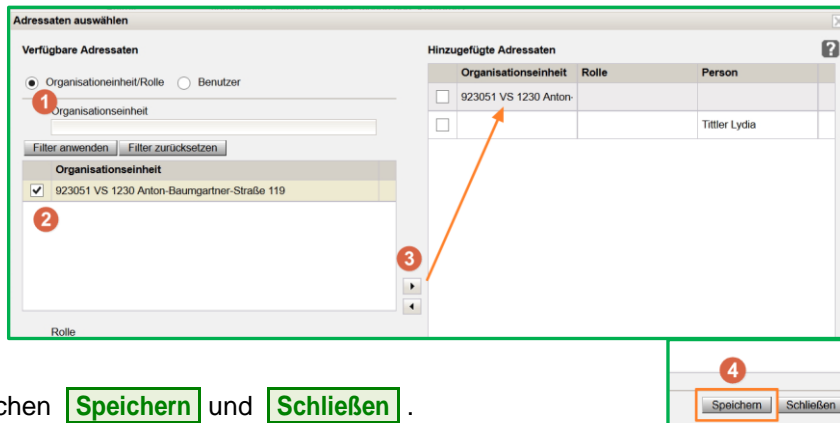 Adressaten auswählen
Verfügbare Adressaten
Organisationeinheit/Rolle Benutzer
1
Organisationseinheit
Filter anwenden Filter zurücksetzen
Organisationseinheit
923051 VS 1230 Anton-Baumgartner-Straße 119
2
3
Rolle
Hinzugefügte Adressaten ?
Organisationseinheit Rolle Person
923051 VS 1230 Anton-
Tittler Lydia
4
Speichern Schließen
chen Speichern und Schließen .